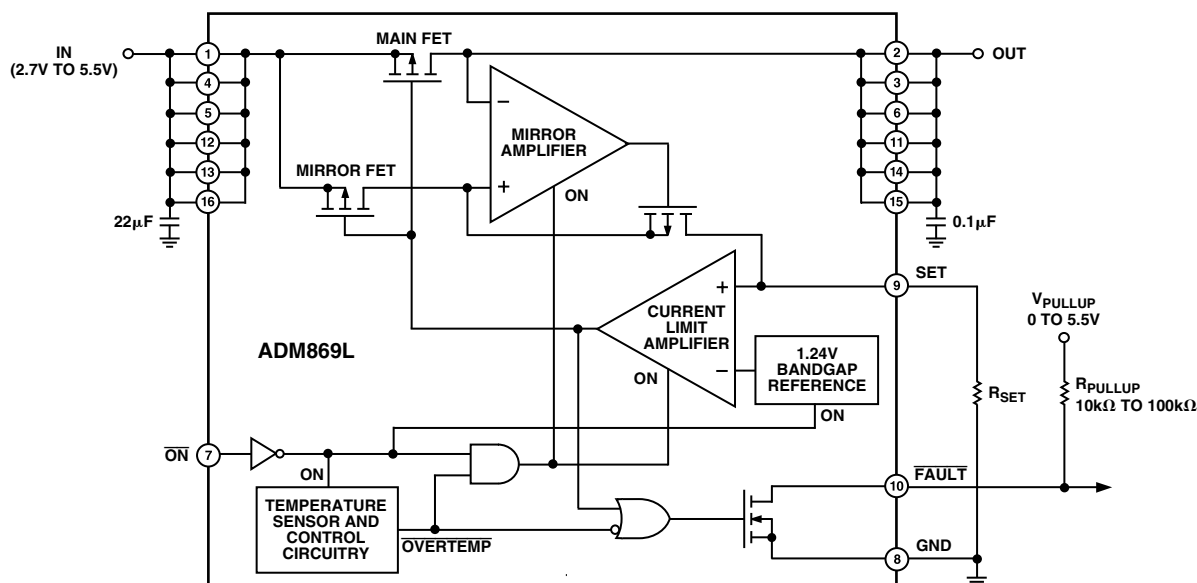 IN
(2.7V TO 5.5V)
1
4
5
12
13
16
22µF
MAIN FET
MIRROR FET
−
MIRROR
AMPLIFIER
+
ON
2
3
6
11
14
15
OUT
0.1µF
SET
9
+
CURRENT
LIMIT
AMPLIFIER
−
ON
1.24V
BANDGAP
REFERENCE
ON
ADM869L
RSET
VPULLUP
0 TO 5.5V
RPULLUP
10kΩ TO 100kΩ
O̅N̅
7
ON
TEMPERATURE
SENSOR AND
CONTROL
CIRCUITRY
O̅V̅E̅R̅T̅E̅M̅P̅
10
F̅A̅U̅L̅T̅
8
GND